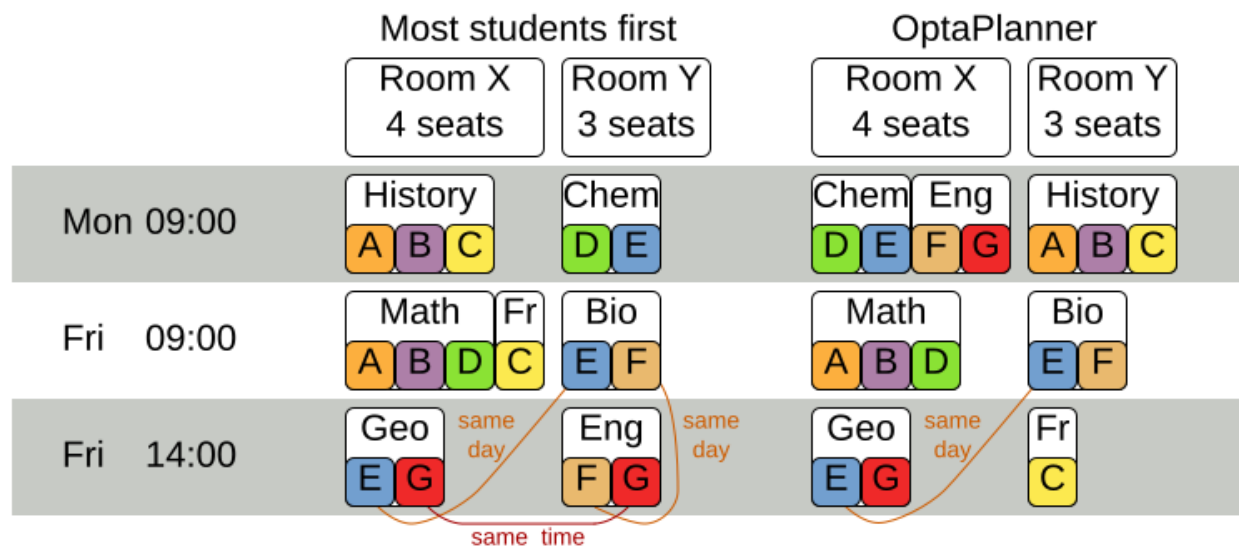 Most students first OptaPlanner
Room X Room Y Room X Room Y
4 seats 3 seats 4 seats 3 seats
History Chem Chem Eng History
Mon 09:00
A B C D E D E F G A B C
Math Fr Bio Math Bio
Fri 09:00
A B D C E F A B D E F
Geo same day Eng same day Geo same day Fr
Fri 14:00
E G F G E G C
same time